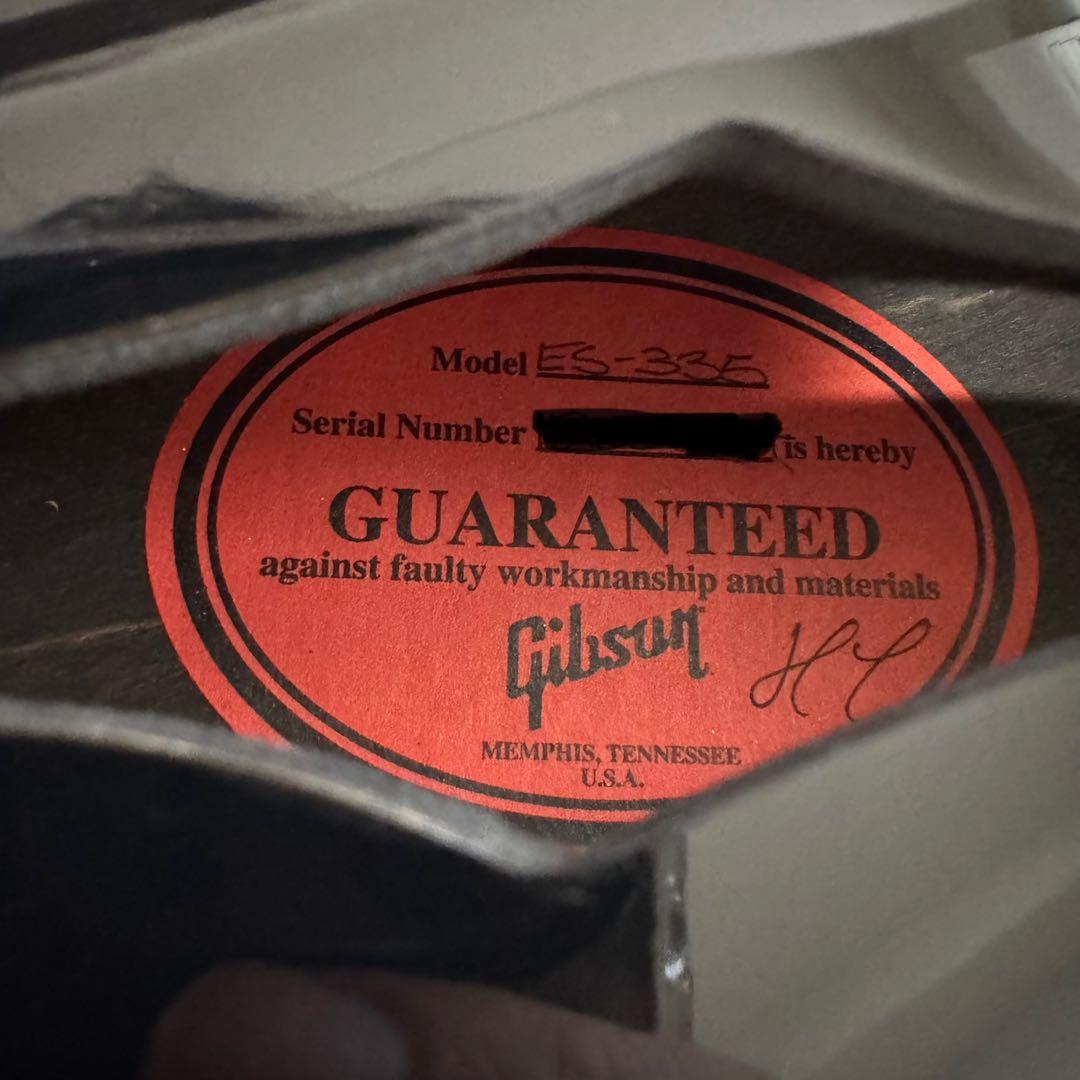 Model ES-335
Serial Number is hereby
GUARANTEED
against faulty workmanship and materials
Gibson
MEMPHIS, TENNESSEE
U.S.A.